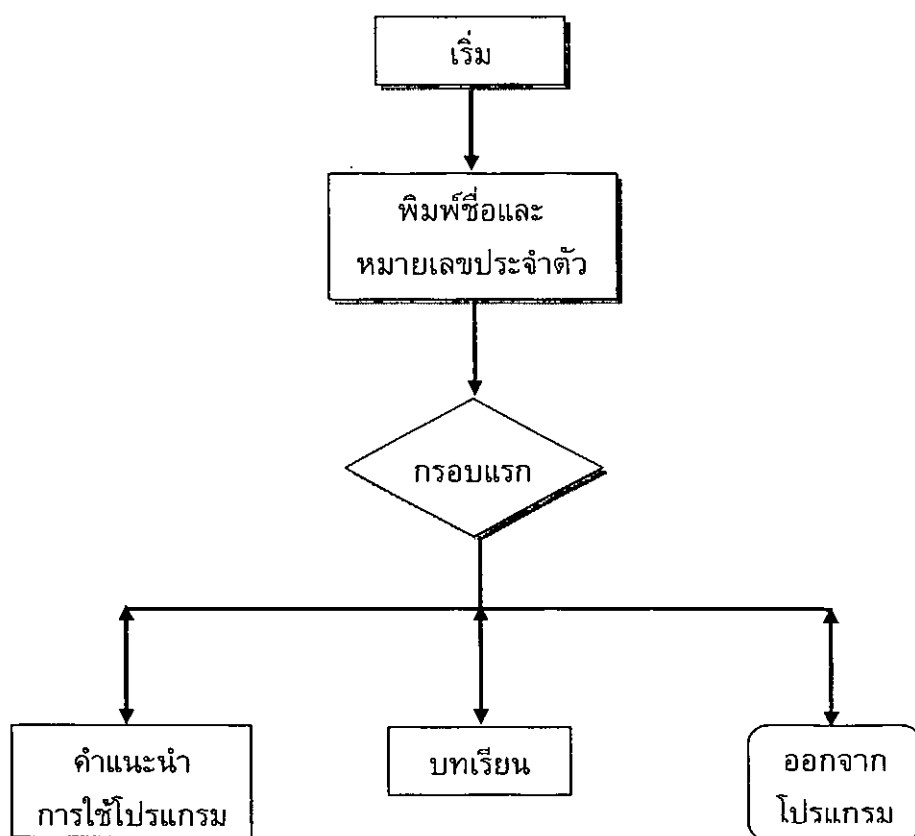 เริ่ม
พิมพ์ชื่อและ
หมายเลขประจำตัว
กรอบแรก
คำแนะนำ
การใช้โปรแกรม
บทเรียน
ออกจาก
โปรแกรม